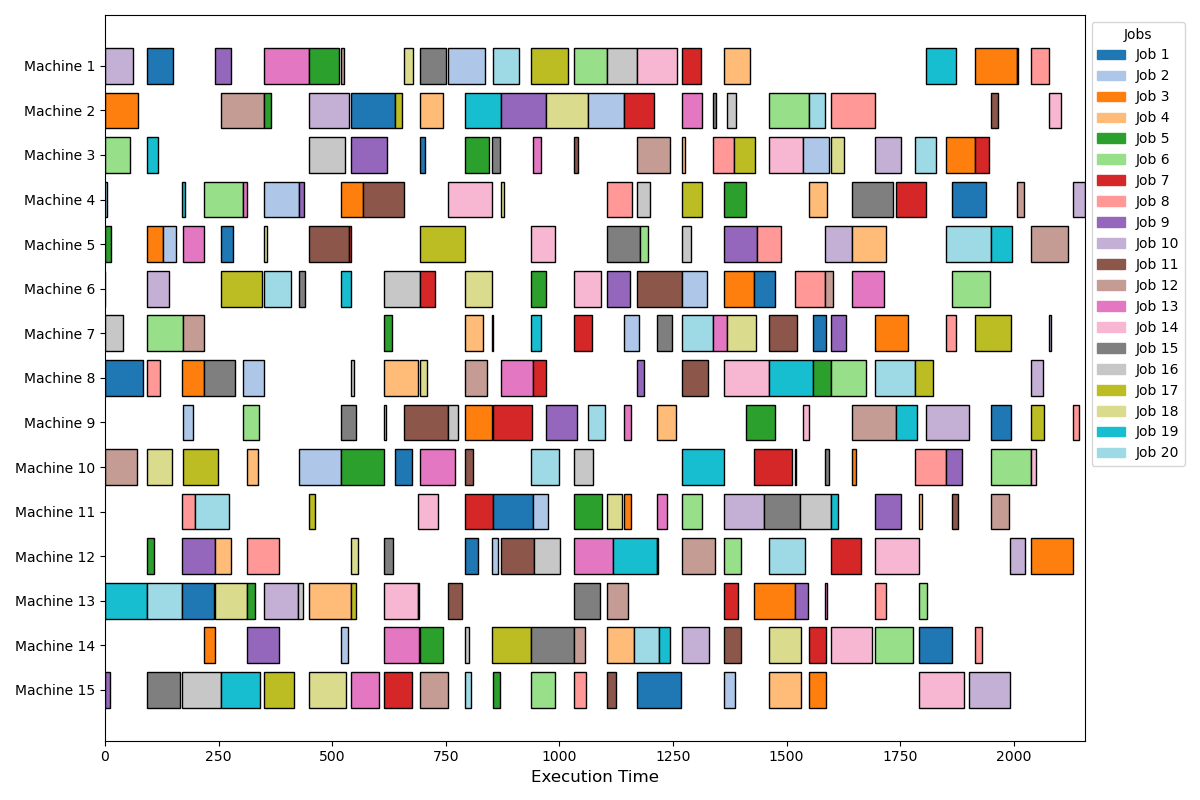 Machine 1
Machine 2
Machine 3
Machine 4
Machine 5
Machine 6
Machine 7
Machine 8
Machine 9
Machine 10
Machine 11
Machine 12
Machine 13
Machine 14
Machine 15
0 250 500 750 1000 1250 1500 1750 2000
Execution Time
Jobs
Job 1
Job 2
Job 3
Job 4
Job 5
Job 6
Job 7
Job 8
Job 9
Job 10
Job 11
Job 12
Job 13
Job 14
Job 15
Job 16
Job 17
Job 18
Job 19
Job 20